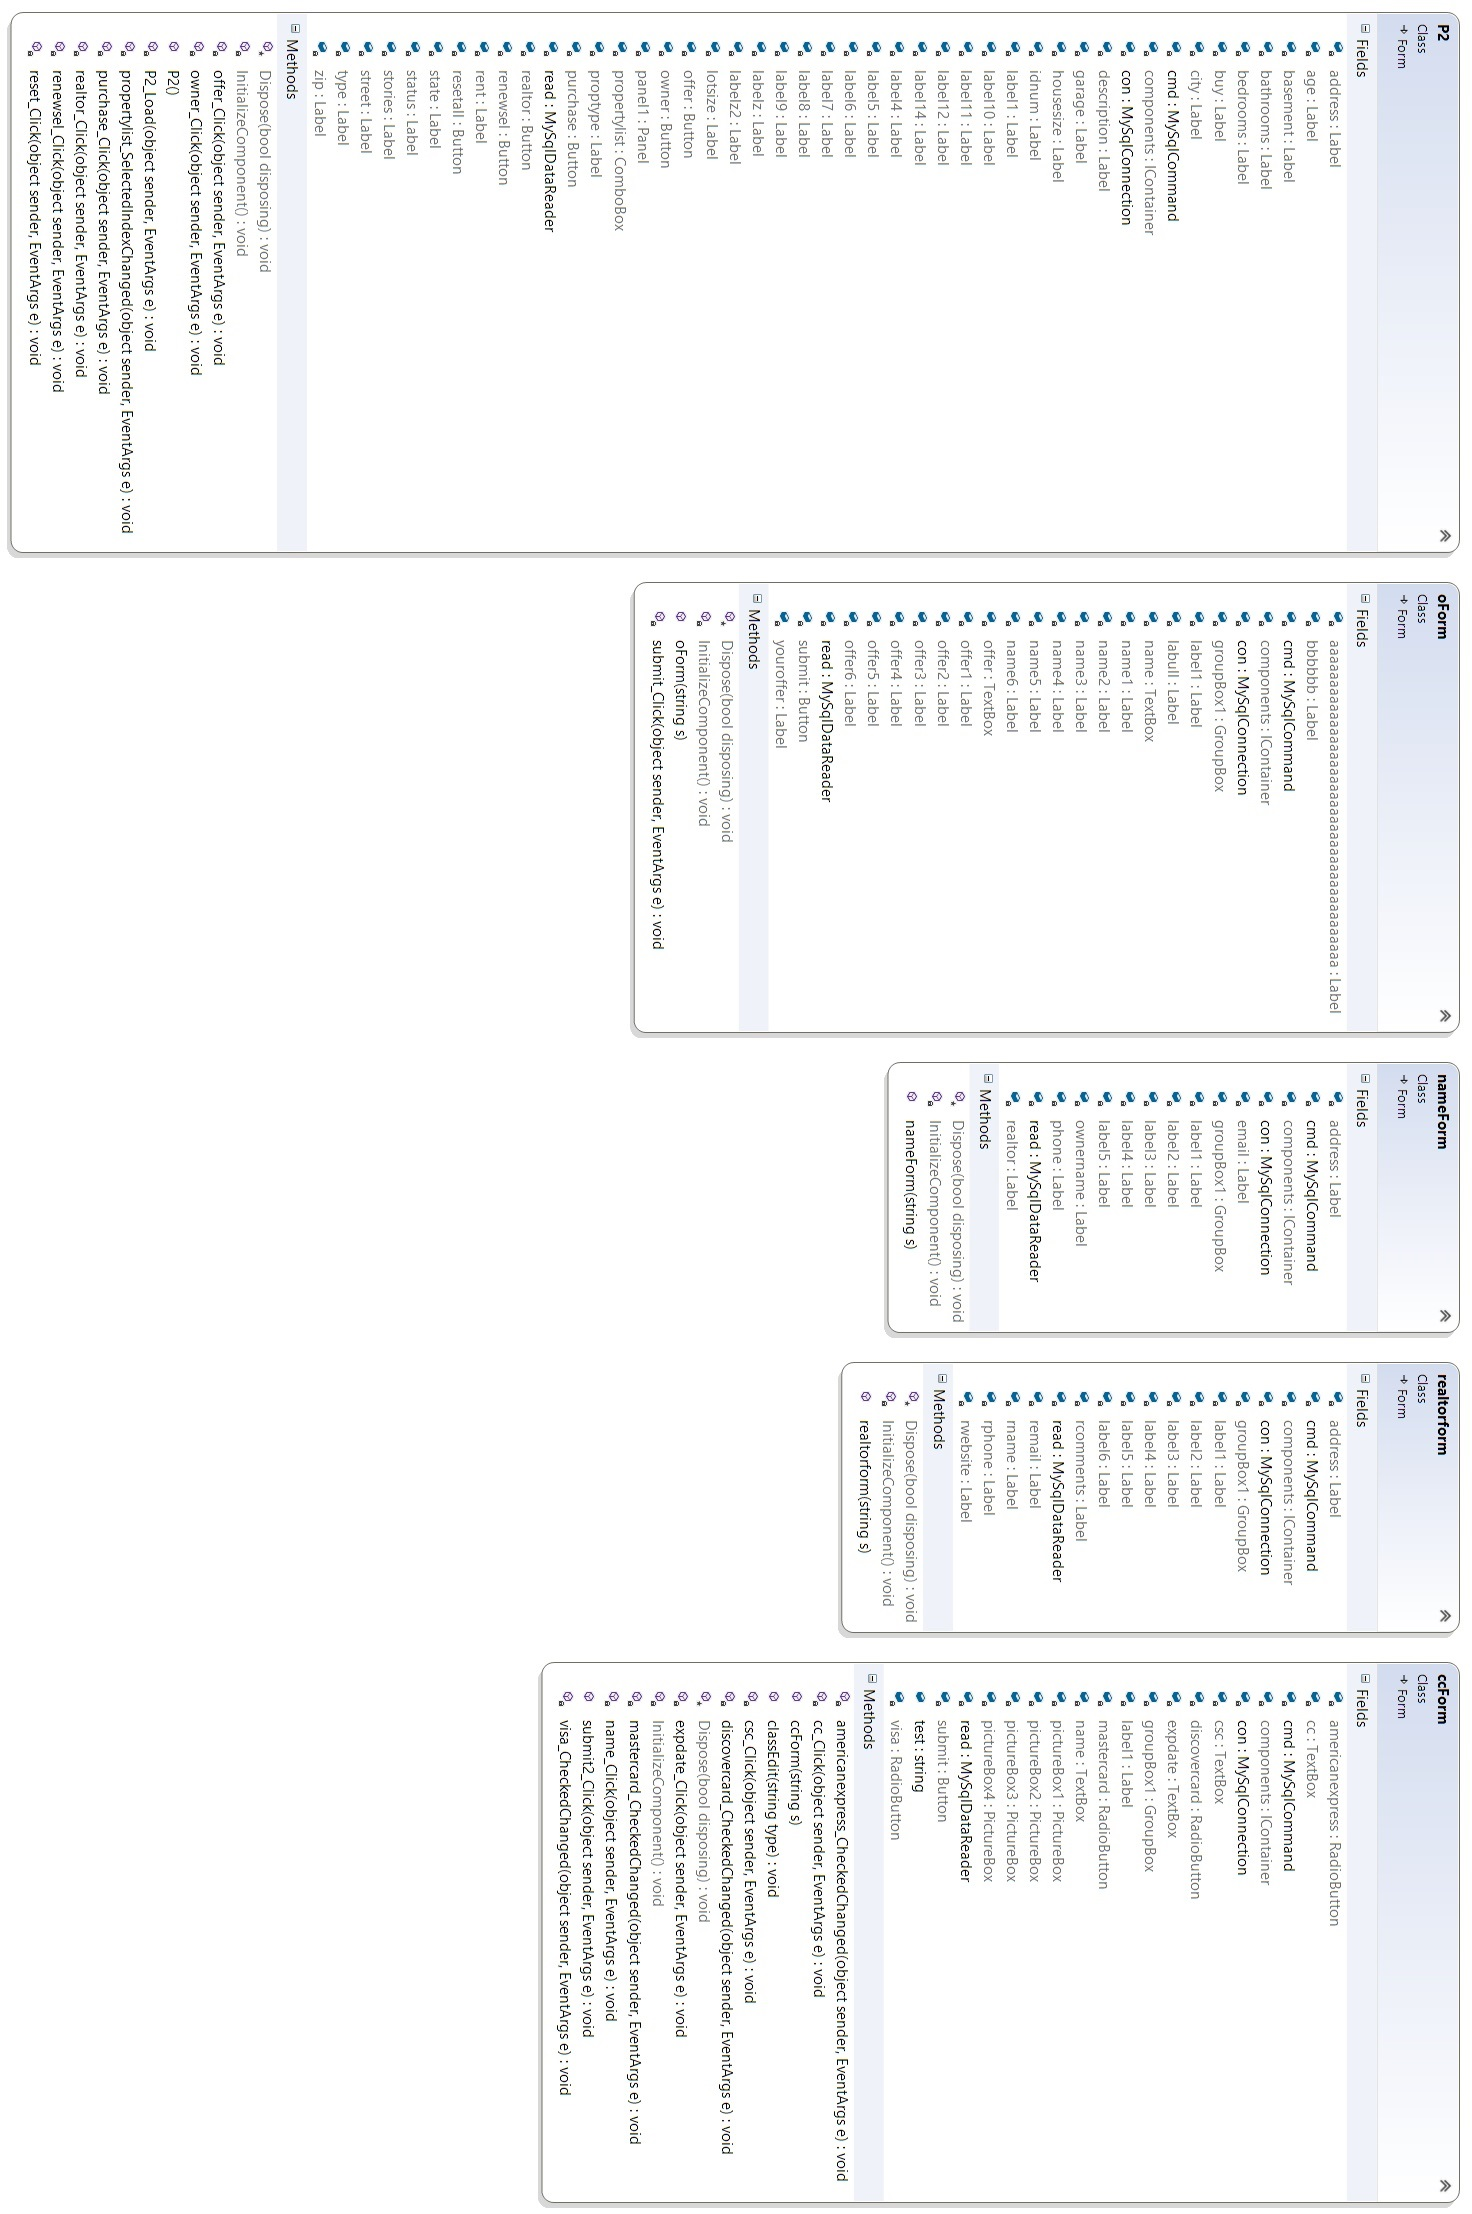 P2
Class
Form
Fields
address : Label
age : Label
basement : Label
bathrooms : Label
bedrooms : Label
buy : Label
city : Label
cmd : MySqlCommand
components : IContainer
con : MySqlConnection
description : Label
garage : Label
housesize : Label
idnum : Label
label1 : Label
label10 : Label
label11 : Label
label12 : Label
label14 : Label
label4 : Label
label5 : Label
label6 : Label
label7 : Label
label8 : Label
label9 : Label
labelz : Label
labelz2 : Label
lotsize : Label
offer : Button
owner : Button
panel1 : Panel
propertylist : ComboBox
proptype : Label
purchase : Button
read : MySqlDataReader
realtor : Button
renewsel : Button
rent : Label
resetall : Button
state : Label
status : Label
stories : Label
street : Label
type : Label
zip : Label
Methods
Dispose(bool disposing) : void
InitializeComponent() : void
offer_Click(object sender, EventArgs e) : void
owner_Click(object sender, EventArgs e) : void
P2()
P2_Load(object sender, EventArgs e) : void
propertylist_SelectedIndexChanged(object sender, EventArgs e) : void
purchase_Click(object sender, EventArgs e) : void
realtor_Click(object sender, EventArgs e) : void
renewsel_Click(object sender, EventArgs e) : void
reset_Click(object sender, EventArgs e) : void
oForm
Class
Form
Fields
bbbbbb : Label
cmd : MySqlCommand
components : IContainer
con : MySqlConnection
groupBox1 : GroupBox
label1 : Label
labull : Label
name : TextBox
name1 : Label
name2 : Label
name3 : Label
name4 : Label
name5 : Label
name6 : Label
offer : TextBox
offer1 : Label
offer2 : Label
offer3 : Label
offer4 : Label
offer5 : Label
offer6 : Label
read : MySqlDataReader
submit : Button
youroffer : Label
Methods
Dispose(bool disposing) : void
InitializeComponent() : void
oForm(string s)
submit_Click(object sender, EventArgs e) : void
nameForm
Class
Form
Fields
address : Label
cmd : MySqlCommand
components : IContainer
con : MySqlConnection
email : Label
groupBox1 : GroupBox
label1 : Label
label2 : Label
label3 : Label
label4 : Label
label5 : Label
ownername : Label
phone : Label
read : MySqlDataReader
realtor : Label
Methods
Dispose(bool disposing) : void
InitializeComponent() : void
nameForm(string s)
realtorform
Class
Form
Fields
address : Label
cmd : MySqlCommand
components : IContainer
con : MySqlConnection
groupBox1 : GroupBox
label1 : Label
label2 : Label
label3 : Label
label4 : Label
label5 : Label
label6 : Label
rcomments : Label
read : MySqlDataReader
remail : Label
rname : Label
rphone : Label
rwebsite : Label
Methods
Dispose(bool disposing) : void
InitializeComponent() : void
realtorform(string s)
ccForm
Class
Form
Fields
americanexpress : RadioButton
cc : TextBox
cmd : MySqlCommand
components : IContainer
con : MySqlConnection
csc : TextBox
discovercard : RadioButton
expdate : TextBox
groupBox1 : GroupBox
label1 : Label
mastercard : RadioButton
name : TextBox
pictureBox1 : PictureBox
pictureBox2 : PictureBox
pictureBox3 : PictureBox
pictureBox4 : PictureBox
read : MySqlDataReader
submit : Button
test : string
visa : RadioButton
Methods
americanexpress_CheckedChanged(object sender, EventArgs e) : void
cc_Click(object sender, EventArgs e) : void
ccForm(string s)
classEdit(string type) : void
csc_Click(object sender, EventArgs e) : void
discovercard_CheckedChanged(object sender, EventArgs e) : void
Dispose(bool disposing) : void
expdate_Click(object sender, EventArgs e) : void
InitializeComponent() : void
mastercard_CheckedChanged(object sender, EventArgs e) : void
name_Click(object sender, EventArgs e) : void
submit2_Click(object sender, EventArgs e) : void
visa_CheckedChanged(object sender, EventArgs e) : void